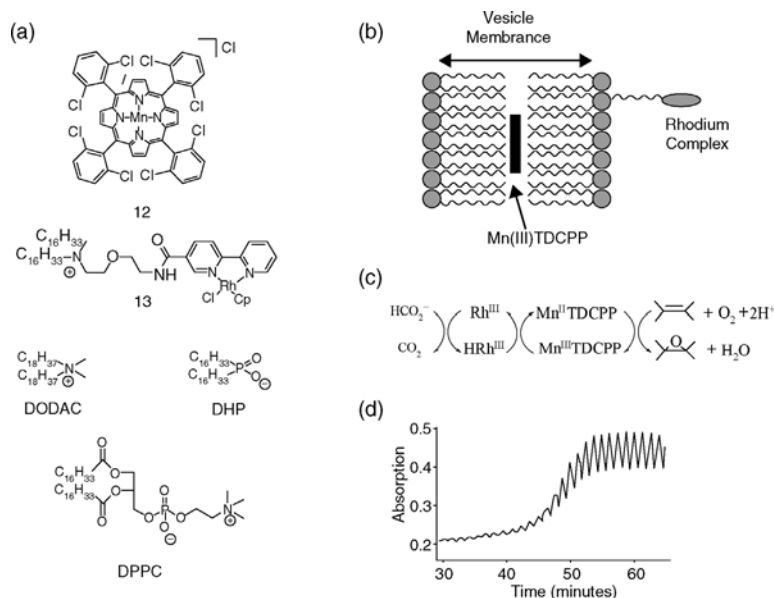 (a)
Cl
Cl
Cl
Cl
Cl
N
N–Mn–N
N
Cl
Cl
Cl
Cl
12
C₁₆H₃₃
C₁₆H₃₃–N
⊕
O
O
NH
N
N
Rh
Cl
Cp
13
C₁₈H₃₇
C₁₈H₃₇
N
⊕
DODAC
C₁₆H₃₃
C₁₆H₃₃
P
O
O
⊖
DHP
O
C₁₆H₃₃
O
C₁₆H₃₃
O
O
O
O–P–O
O
⊖
N
⊕
DPPC
(b)
Vesicle
Membrance
Rhodium
Complex
Mn(III)TDCPP
(c)
HCO₂⁻ Rhᴵᴵᴵ MnᴵᴵTDCPP + O₂ +2H⁺
CO₂ HRhᴵᴵᴵ MnᴵᴵᴵTDCPP O + H₂O
(d)
Absorption
0.5
0.4
0.3
0.2
30 40 50 60
Time (minutes)